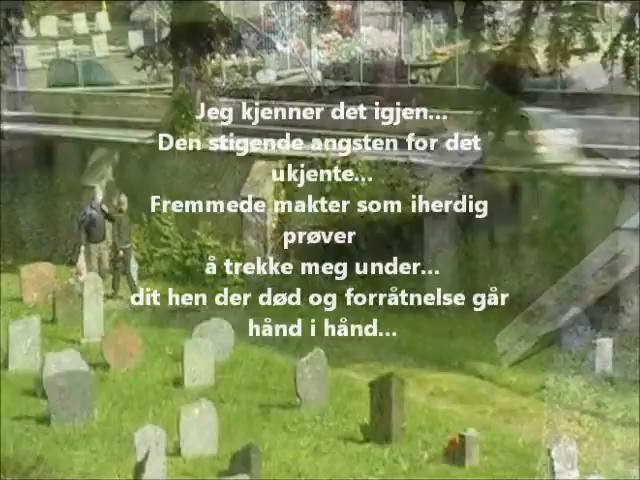 Jeg kjenner det igjen...
Den stigende angsten for det
ukjente...
Fremmede makter som iherdig
prøver
å trekke meg under...
dit hen der død og forråtnelse går
hånd i hånd...